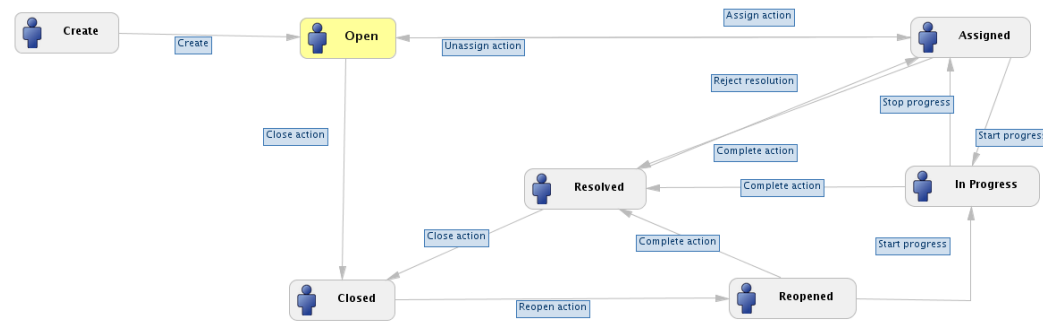 Create
Create
Open
Assign action
Unassign action
Assigned
Reject resolution
Stop progress
Close action
Start progress
Complete action
Resolved
Complete action
In Progress
Close action
Complete action
Start progress
Closed
Reopen action
Reopened